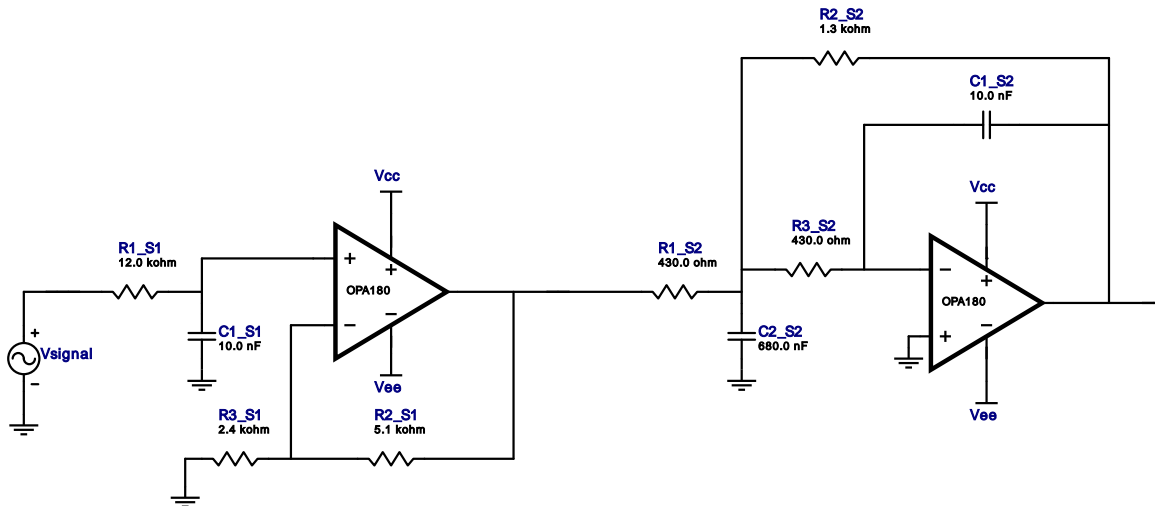 R2_S2
1.3 kohm
C1_S2
10.0 nF
Vcc
Vcc
R1_S1
12.0 kohm
R3_S2
430.0 ohm
R1_S2
430.0 ohm
+
+
OPA180
−
−
−
+
OPA180
−
+
+
Vsignal
−
C1_S1
10.0 nF
C2_S2
680.0 nF
Vee
Vee
R3_S1
2.4 kohm
R2_S1
5.1 kohm